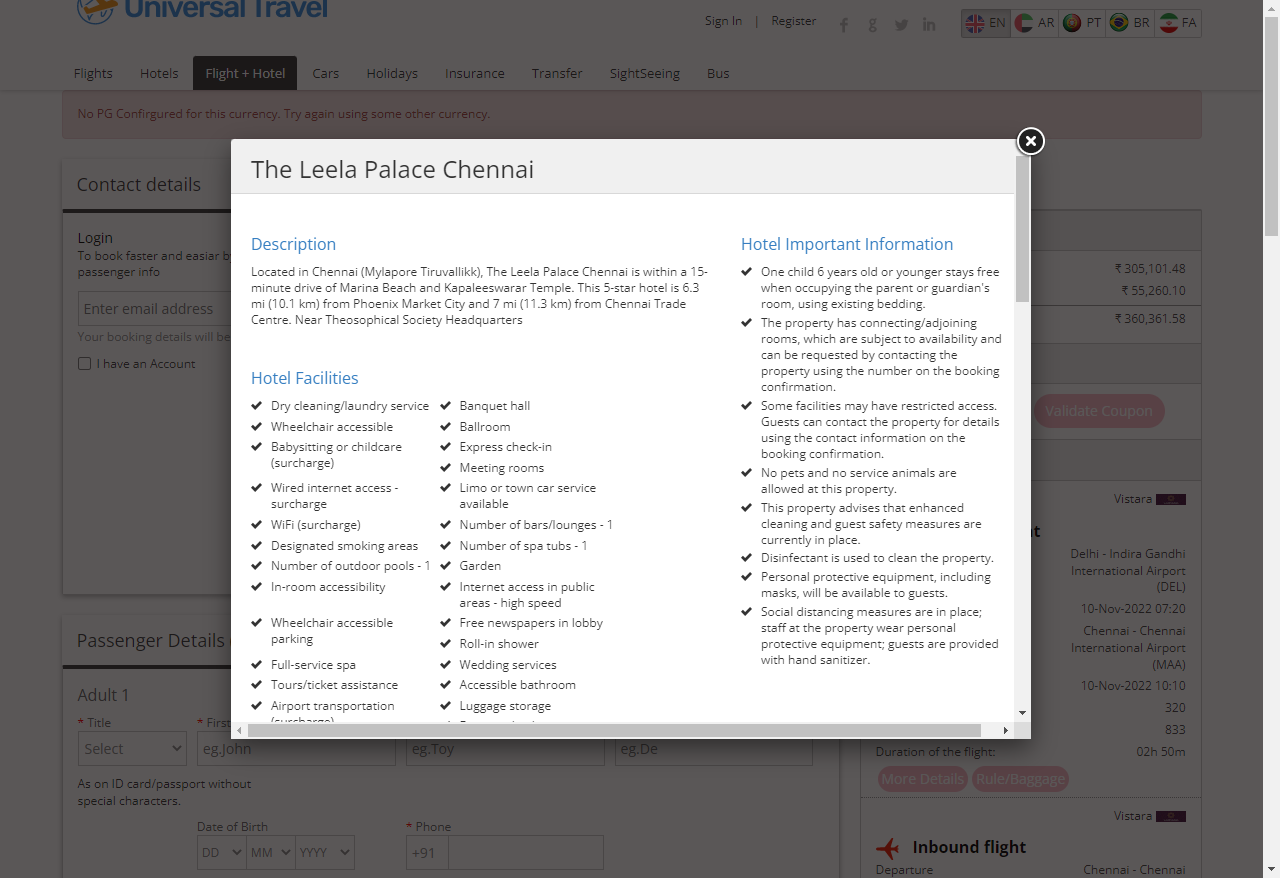 Universal Travel
Sign In | Register
EN AR PT BR FA
Flights Hotels Flight + Hotel Cars Holidays Insurance Transfer SightSeeing Bus
No PG Confirgured for this currency. Try again using some other currency.
The Leela Palace Chennai
Contact details
Login
To book faster and easiar
passenger info
Enter email address
Your booking details will be
I have an Account
Description
Located in Chennai (Mylapore Tiruvallikk), The Leela Palace Chennai is within a 15-
minute drive of Marina Beach and Kapaleeswarar Temple. This 5-star hotel is 6.3
mi (10.1 km) from Phoenix Market City and 7 mi (11.3 km) from Chennai Trade
Centre. Near Theosophical Society Headquarters
Hotel Facilities
Dry cleaning/laundry service
Wheelchair accessible
Babysitting or childcare
(surcharge)
Wired internet access -
surcharge
WiFi (surcharge)
Designated smoking areas
Number of outdoor pools - 1
In-room accessibility
Wheelchair accessible
parking
Full-service spa
Tours/ticket assistance
Airport transportation
(surcharge)
Banquet hall
Ballroom
Express check-in
Meeting rooms
Limo or town car service
available
Number of bars/lounges - 1
Number of spa tubs - 1
Garden
Internet access in public
areas - high speed
Free newspapers in lobby
Roll-in shower
Wedding services
Accessible bathroom
Luggage storage
Hotel Important Information
One child 6 years old or younger stays free
when occupying the parent or guardian's
room, using existing bedding.
The property has connecting/adjoining
rooms, which are subject to availability and
can be requested by contacting the
property using the number on the booking
confirmation.
Some facilities may have restricted access.
Guests can contact the property for details
using the contact information on the
booking confirmation.
No pets and no service animals are
allowed at this property.
This property advises that enhanced
cleaning and guest safety measures are
currently in place.
Disinfectant is used to clean the property.
Personal protective equipment, including
masks, will be available to guests.
Social distancing measures are in place;
staff at the property wear personal
protective equipment; guests are provided
with hand sanitizer.
₹ 305,101.48
₹ 55,260.10
₹ 360,361.58
Validate Coupon
Vistara
Delhi - Indira Gandhi
International Airport
(DEL)
10-Nov-2022 07:20
Chennai - Chennai
International Airport
(MAA)
10-Nov-2022 10:10
320
833
Duration of the flight: 02h 50m
More Details Rule/Baggage
Vistara
Inbound flight
Departure Chennai - Chennai
Passenger Details
Adult 1
* Title * First
Select eg.John eg.Toy eg.De
As on ID card/passport without
special characters.
Date of Birth * Phone
DD MM YYYY +91